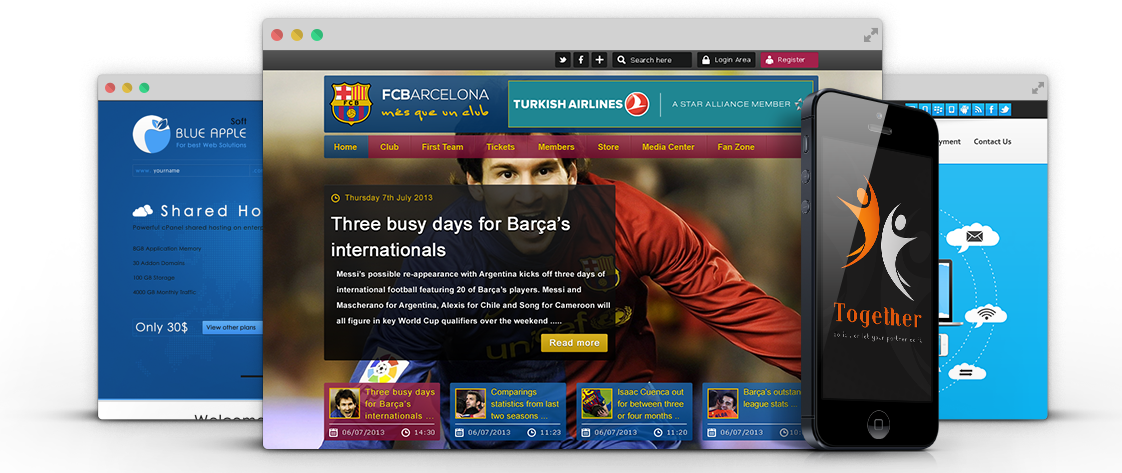 Search here
Login Area
Register
FCBARCELONA
més que un club
TURKISH AIRLINES
A STAR ALLIANCE MEMBER
Home
Club
First Team
Tickets
Members
Store
Media Center
Fan Zone
Thursday 7th July 2013
Three busy days for Barça's
internationals
Messi's possible re-appearance with Argentina kicks off three days of
international football featuring 20 of Barça's players. Messi and
Mascherano for Argentina, Alexis for Chile and Song for Cameroon will
all figure in key World Cup qualifiers over the weekend .....
Read more
Three busy days
for Barça's
internationals ...
06/07/2013
14:30
Comparings
statistics from last
two seasons ...
06/07/2013
11:23
Isaac Cuenca out
for between three
or four months ..
06/07/2013
11:20
Barça's outstan
league stats ..
06/07/2013
Soft
BLUE APPLE
For best Web Solutions
www.
yourname
Shared Ho
Powerful cPanel shared hosting on enterp
8GB Application Memory
30 Addon Domains
100 GB Storage
4000 GB Monthly Traffic
Only 30$
View other plans
Welcome
yment
Contact Us
Together